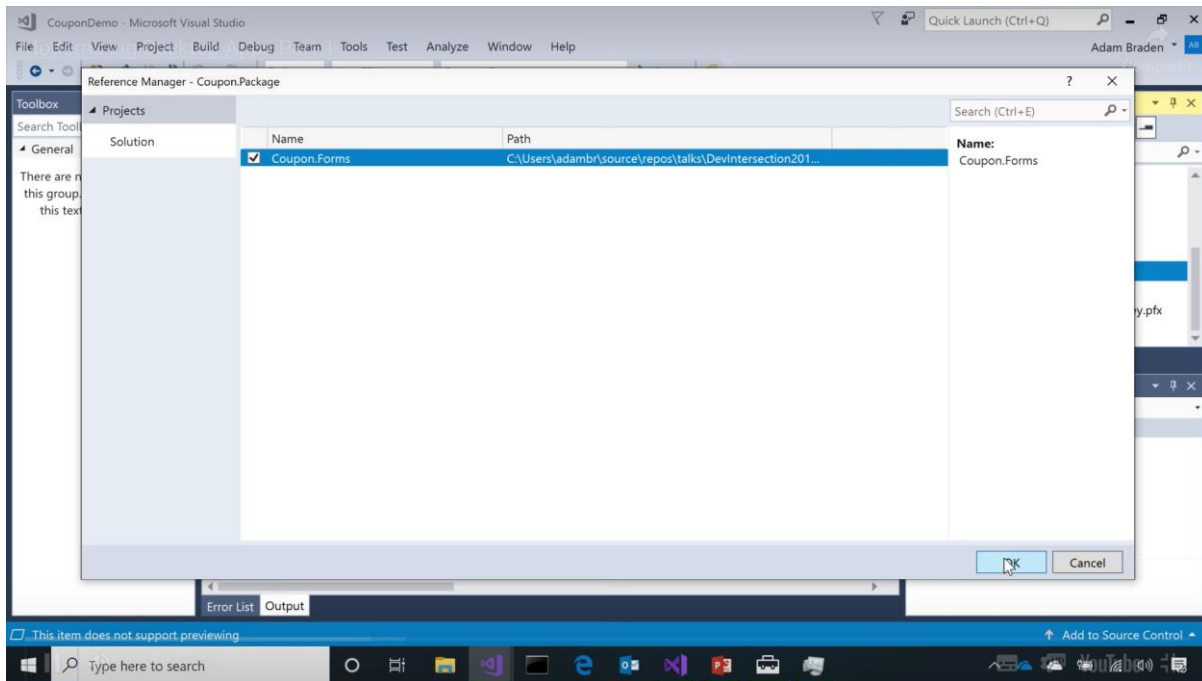 CouponDemo - Microsoft Visual Studio
Quick Launch (Ctrl+Q)
File Edit View Project Build Debug Team Tools Test Analyze Window Help
Adam Braden
AB
Reference Manager - Coupon.Package
? ×
Toolbox
Projects
Search (Ctrl+E)
Search Tool
Solution
Name Path
Name:
General
Coupon.Forms C:\Users\adambr\source\repos\talks\DevIntersection201...
Coupon.Forms
There are n
this group.
this text
y.pfx
OK Cancel
Error List Output
This item does not support previewing
Add to Source Control
Type here to search
YouTube